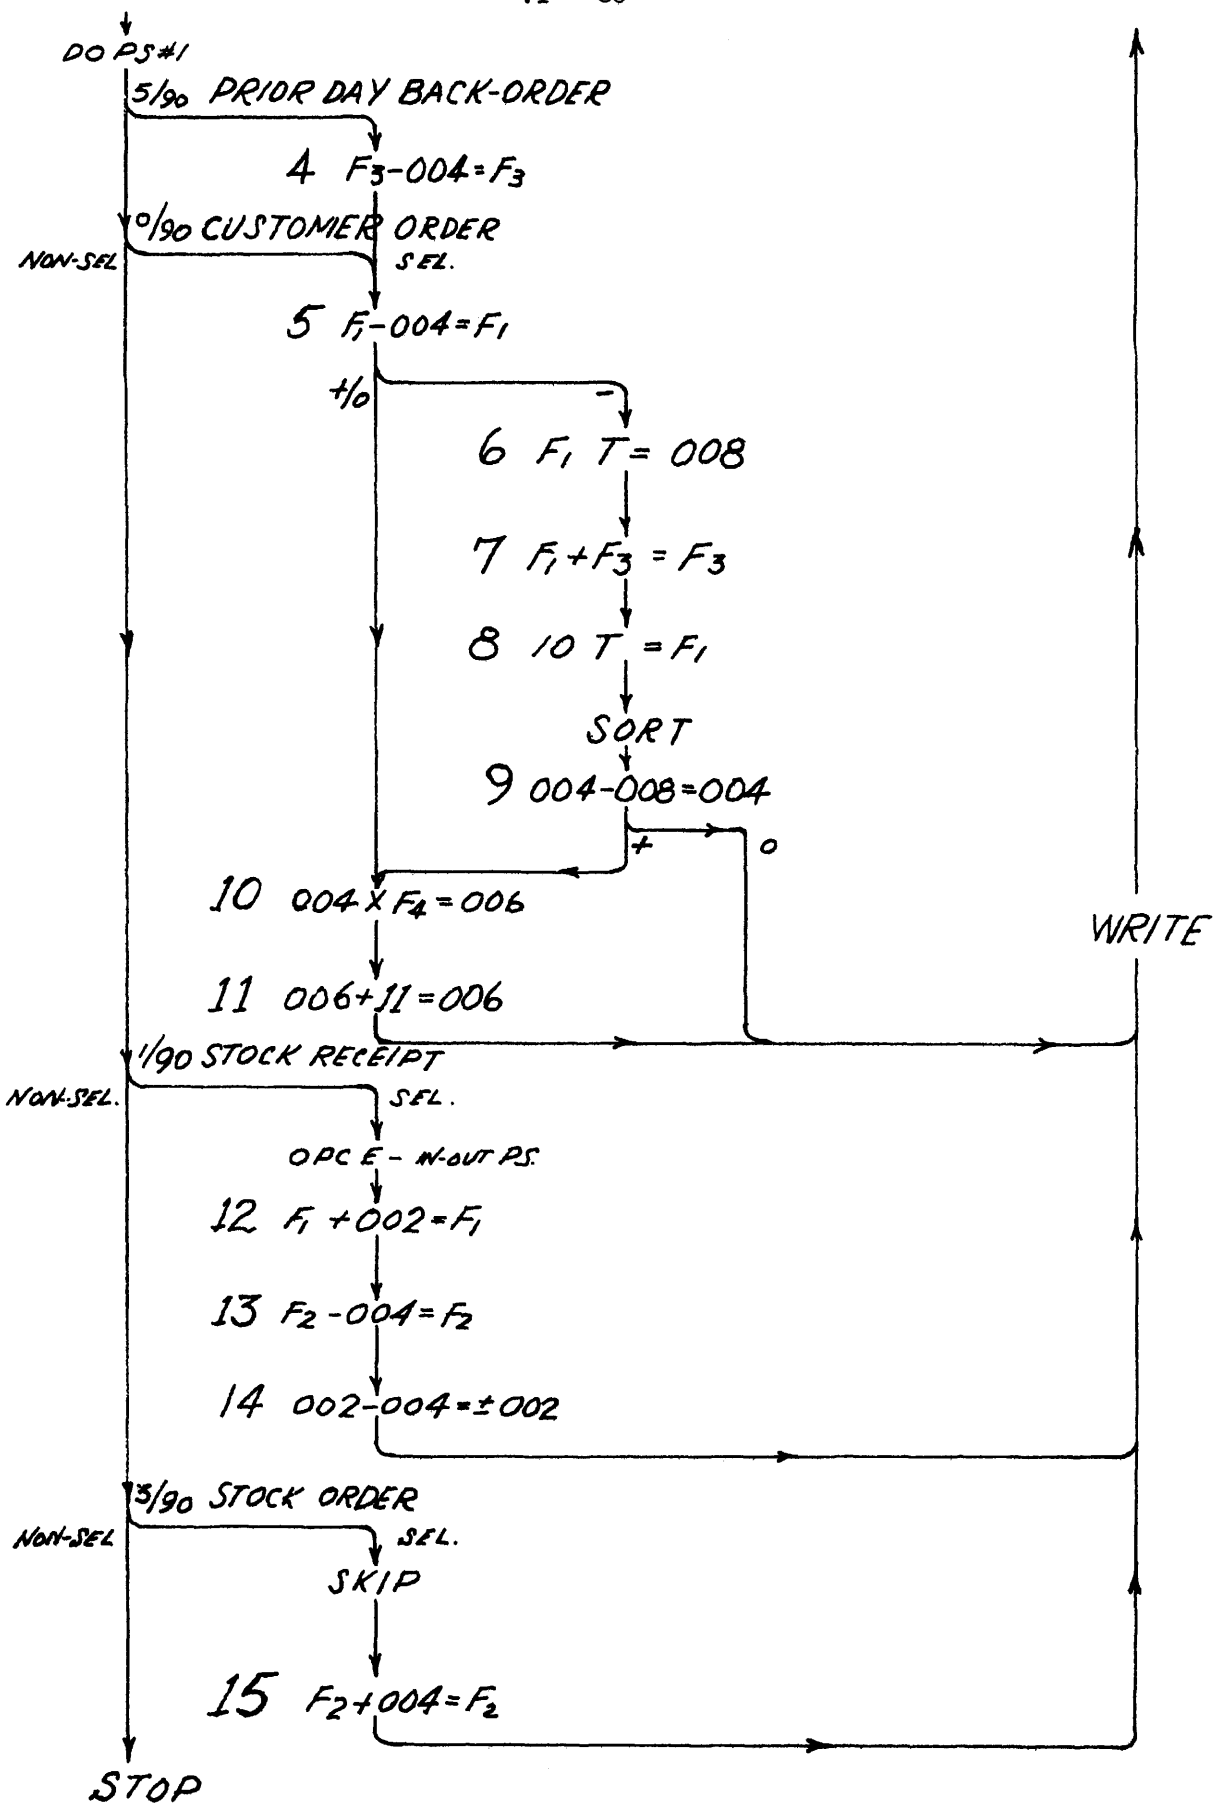 DO PS#1
5/90 PRIOR DAY BACK-ORDER
4 F3-004=F3
0/90 CUSTOMER ORDER
NON-SEL
SEL.
5 F1-004=F1
+/0
-
6 F1 T= 008
7 F1+F3 = F3
8 10 T = F1
SORT
9 004-008=004
+
0
10 004 X F4=006
WRITE
11 006+11=006
1/90 STOCK RECEIPT
NON-SEL.
SEL.
OPC E - IN-OUT PS.
12 F1 +002=F1
13 F2-004=F2
14 002-004=±002
3/90 STOCK ORDER
NON-SEL
SEL.
SKIP
15 F2+004=F2
STOP